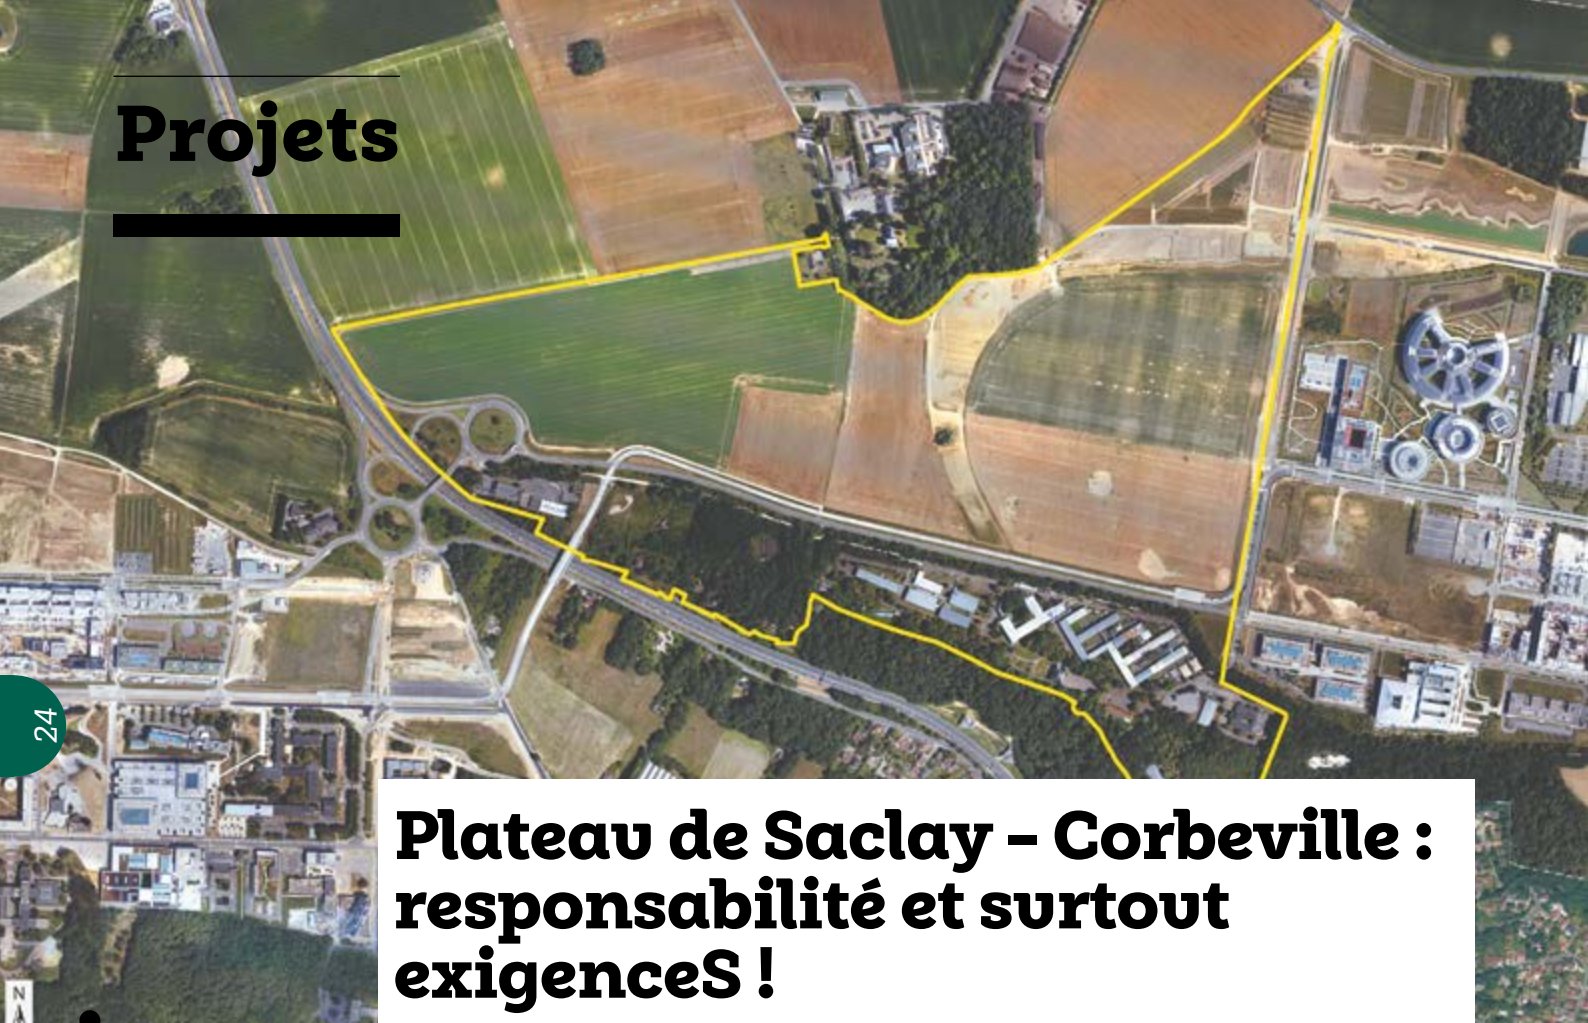 Projets
24
Plateau de Saclay – Corbeville :
responsabilité et surtout
exigenceS !
N